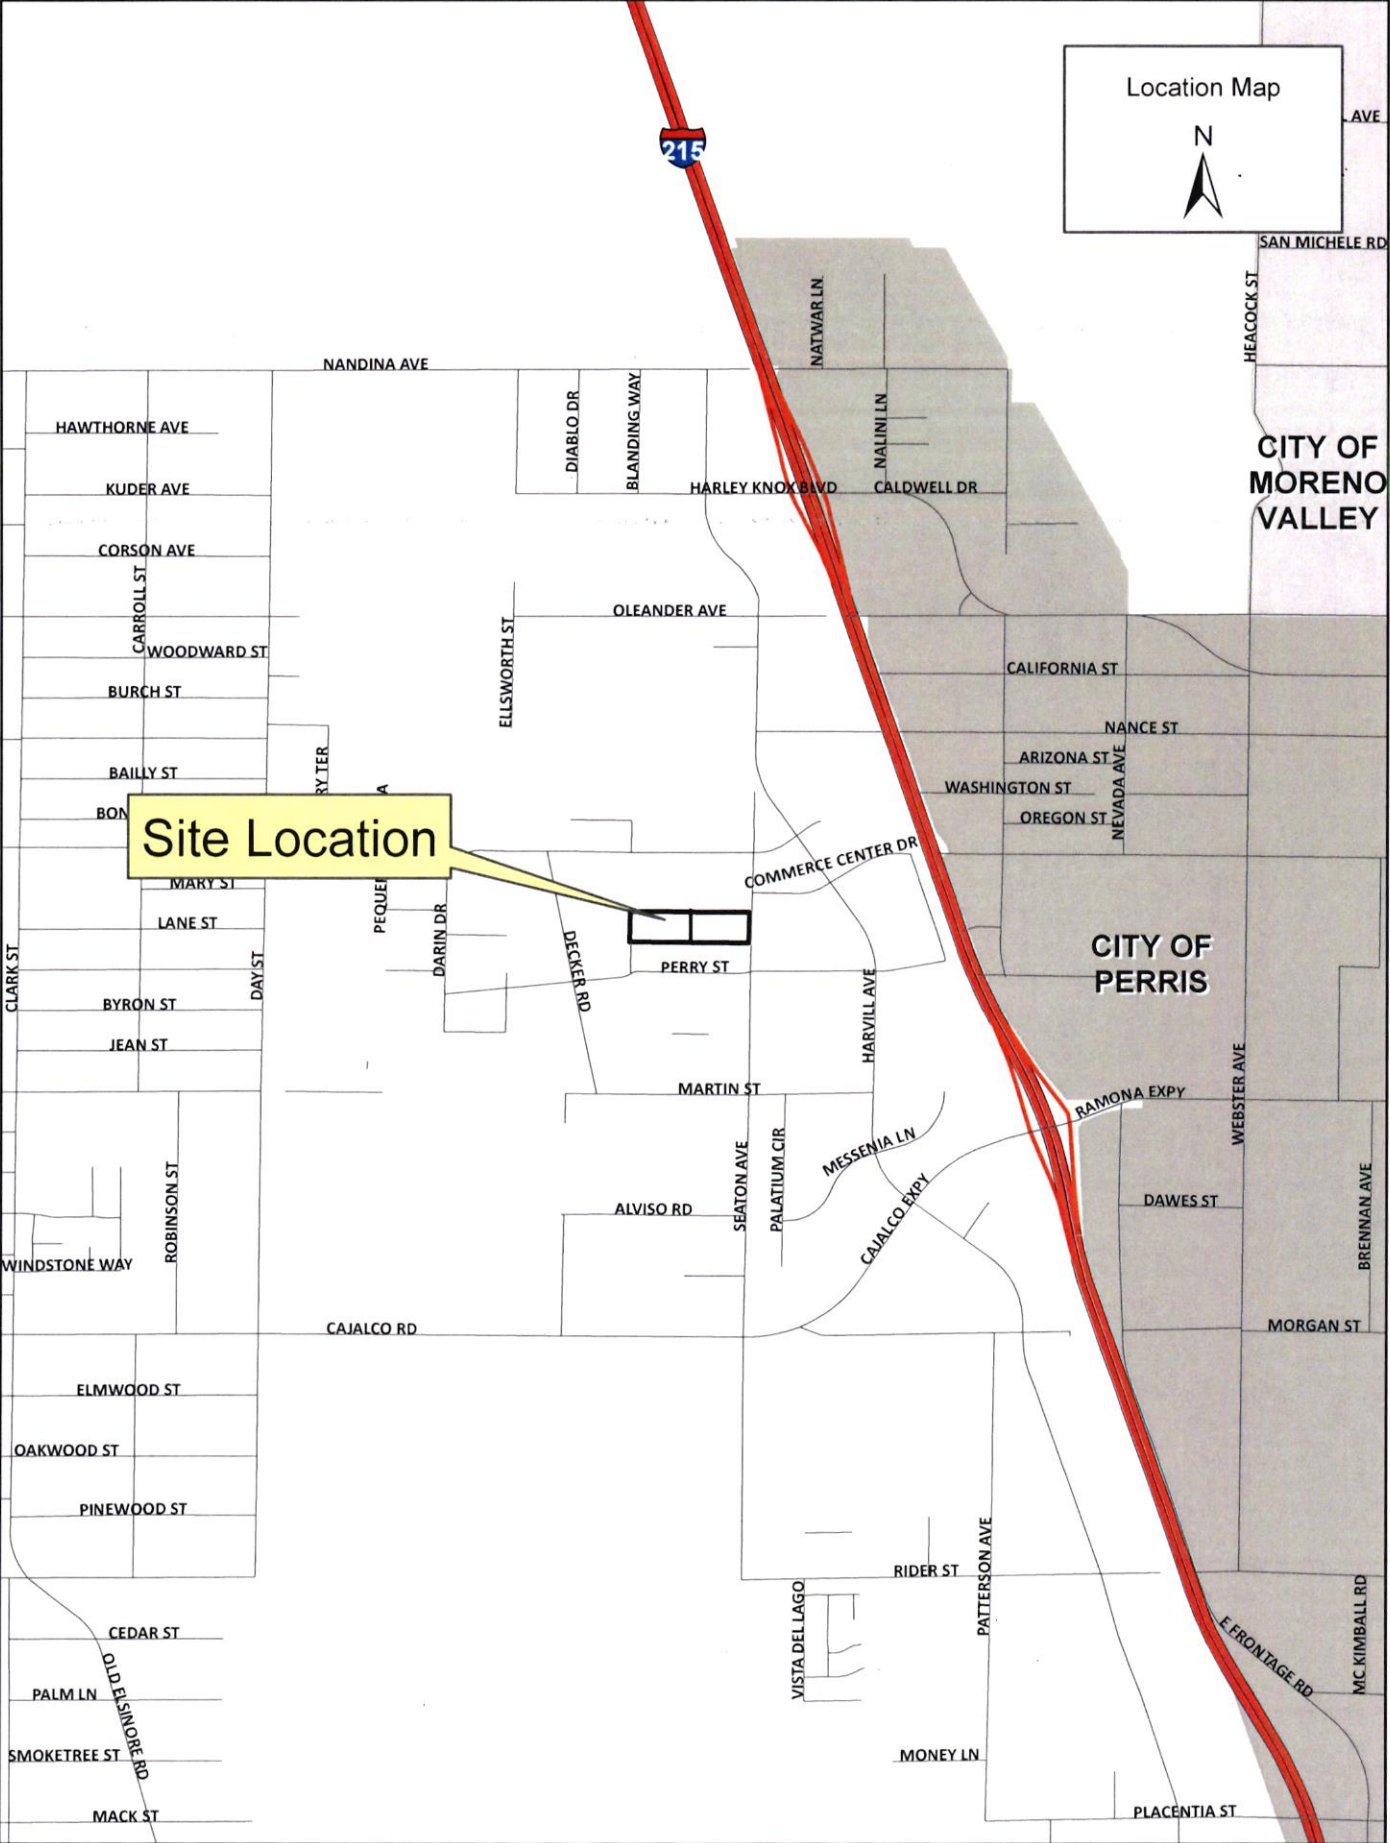 Location Map
N
AVE
215
SAN MICHELE RD
NATWAR LN
HEACOCK ST
NANDINA AVE
DIABLO DR
BLANDING WAY
NALINI LN
HAWTHORNE AVE
CITY OF
MORENO
VALLEY
KUDER AVE
HARLEY KNOX BLVD
CALDWELL DR
CORSON AVE
CARROLL ST
OLEANDER AVE
ELLSWORTH ST
WOODWARD ST
CALIFORNIA ST
BURCH ST
NANCE ST
ARIZONA ST
NEVADA AVE
RY TER
BAILLY ST
WASHINGTON ST
A
BON
OREGON ST
Site Location
COMMERCE CENTER DR
MARY ST
PEQUE
LANE ST
DARIN DR
DECKER RD
CITY OF
PERRIS
CLARK ST
DAY ST
PERRY ST
HARVILL AVE
BYRON ST
JEAN ST
MARTIN ST
RAMONA EXPY
WEBSTER AVE
MESSENIA LN
SEATON AVE
PALATIUM CIR
ROBINSON ST
CAJALCO EXPY
DAWES ST
BRENNAN AVE
ALVISO RD
WINDSTONE WAY
CAJALCO RD
MORGAN ST
ELMWOOD ST
OAKWOOD ST
PINEWOOD ST
PATTERSON AVE
RIDER ST
VISTA DEL LAGO
MC KIMBALL RD
CEDAR ST
E FRONTAGE RD
OLD ELSINORE RD
PALM LN
SMOKETREE ST
MONEY LN
MACK ST
PLACENTIA ST